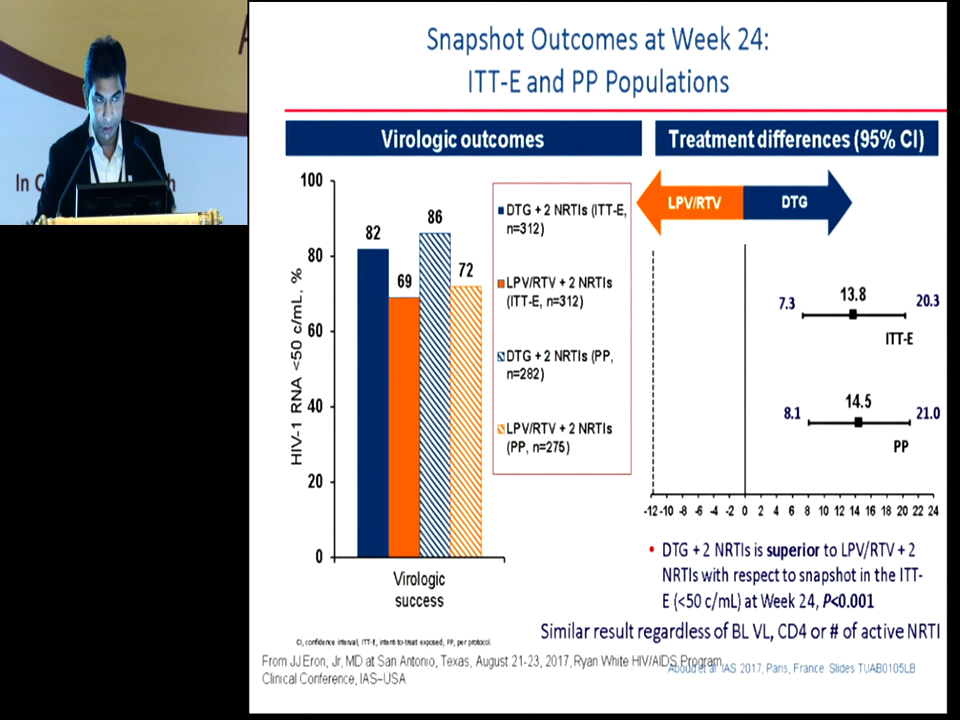 In C
h
Snapshot Outcomes at Week 24:
ITT-E and PP Populations
Virologic outcomes
Treatment differences (95% CI)
HIV-1 RNA <50 c/mL, %
100
80
60
40
20
0
82
69
86
72
Virologic
success
DTG + 2 NRTIs (ITT-E,
n=312)
LPV/RTV + 2 NRTIs
(ITT-E, n=312)
DTG + 2 NRTIs (PP,
n=282)
LPV/RTV + 2 NRTIs
(PP, n=275)
LPV/RTV DTG
7.3 13.8 20.3
ITT-E
8.1 14.5 21.0
PP
-12 -10 -8 -6 -4 -2 0 2 4 6 8 10 12 14 16 18 20 22 24
• DTG + 2 NRTIs is superior to LPV/RTV + 2
NRTIs with respect to snapshot in the ITT-
E (<50 c/mL) at Week 24, P<0.001
Similar result regardless of BL VL, CD4 or # of active NRTI
CI, confidence interval; ITT-E, intent-to-treat exposed; PP, per protocol.
From JJ Eron, Jr, MD at San Antonio, Texas, August 21-23, 2017, Ryan White HIV/AIDS Program
Clinical Conference, IAS–USA.
Aboud et al IAS 2017, Paris, France. Slides TUAB0105LB